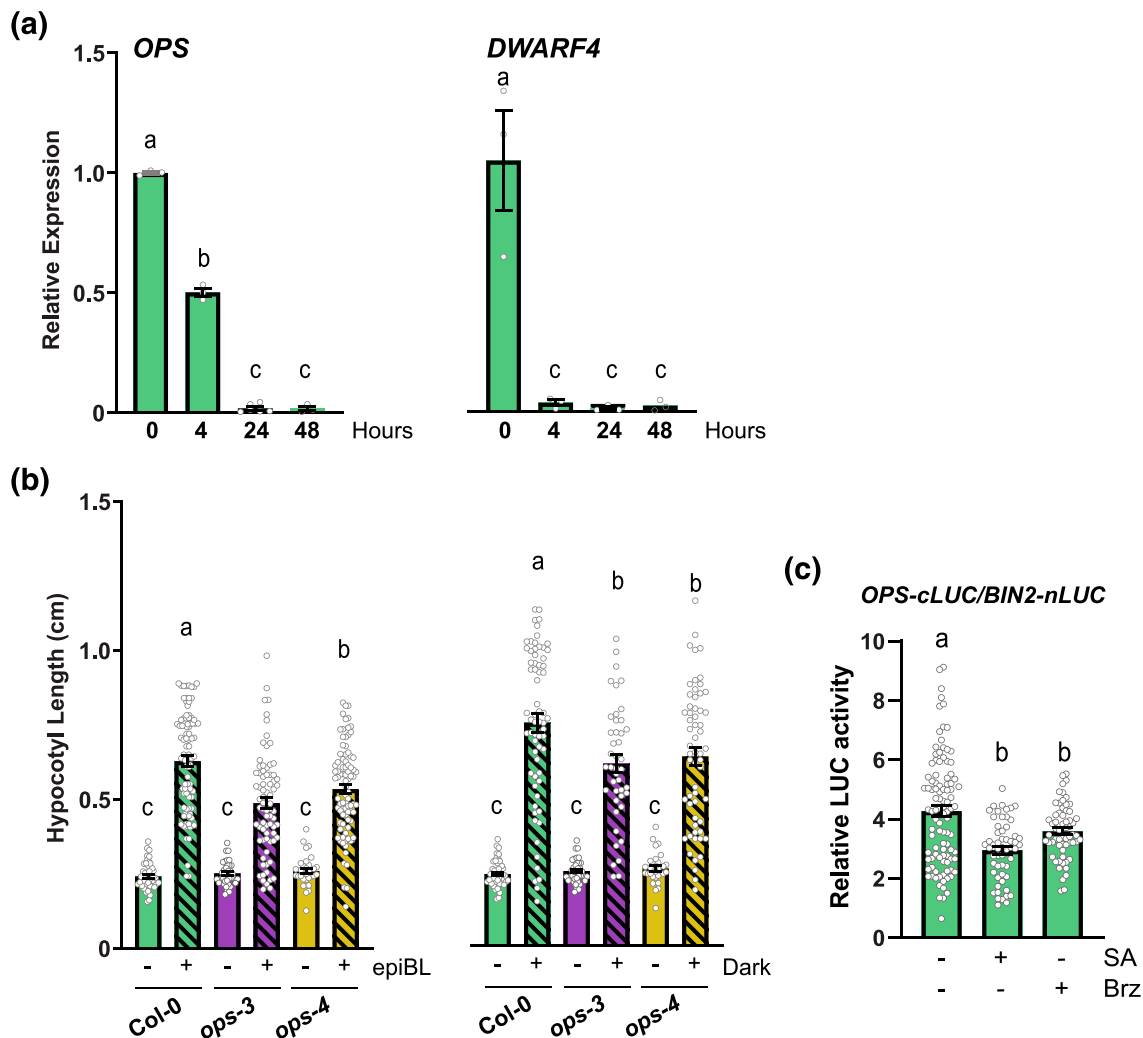 (a)
OPS
DWARF4
Relative Expression
1.5
1.0
0.5
0
a
b
c
c
a
c
c
c
0 4 24 48 Hours
0 4 24 48 Hours
(b)
Hypocotyl Length (cm)
1.5
1.0
0.5
0
c
a
c
c
b
c
a
c
b
c
b
- + - + - + epiBL
Col-0 ops-3 ops-4
- + - + - + Dark
Col-0 ops-3 ops-4
(c)
OPS-cLUC/BIN2-nLUC
Relative LUC activity
10
8
6
4
2
0
a
b
b
- + - SA
- - + Brz